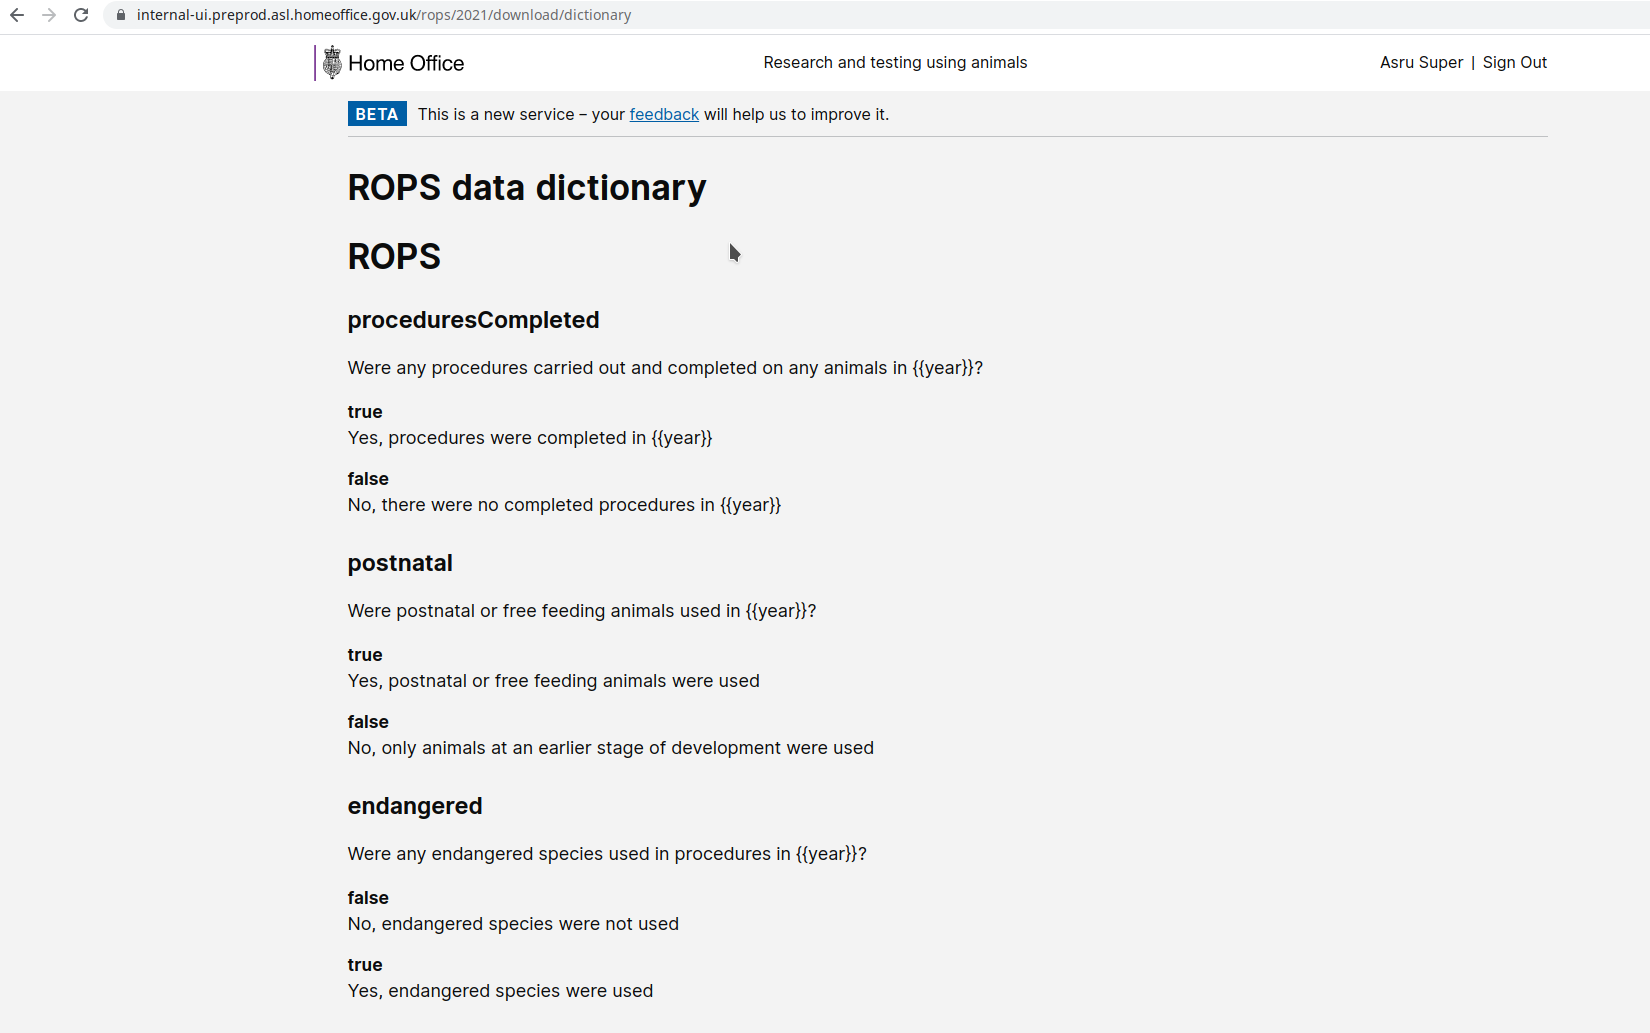 internal-ui.preprod.asl.homeoffice.gov.uk/rops/2021/download/dictionary
Home Office
Research and testing using animals
Asru Super | Sign Out
BETA This is a new service – your feedback will help us to improve it.
ROPS data dictionary
ROPS
proceduresCompleted
Were any procedures carried out and completed on any animals in {{year}}?
true
Yes, procedures were completed in {{year}}
false
No, there were no completed procedures in {{year}}
postnatal
Were postnatal or free feeding animals used in {{year}}?
true
Yes, postnatal or free feeding animals were used
false
No, only animals at an earlier stage of development were used
endangered
Were any endangered species used in procedures in {{year}}?
false
No, endangered species were not used
true
Yes, endangered species were used